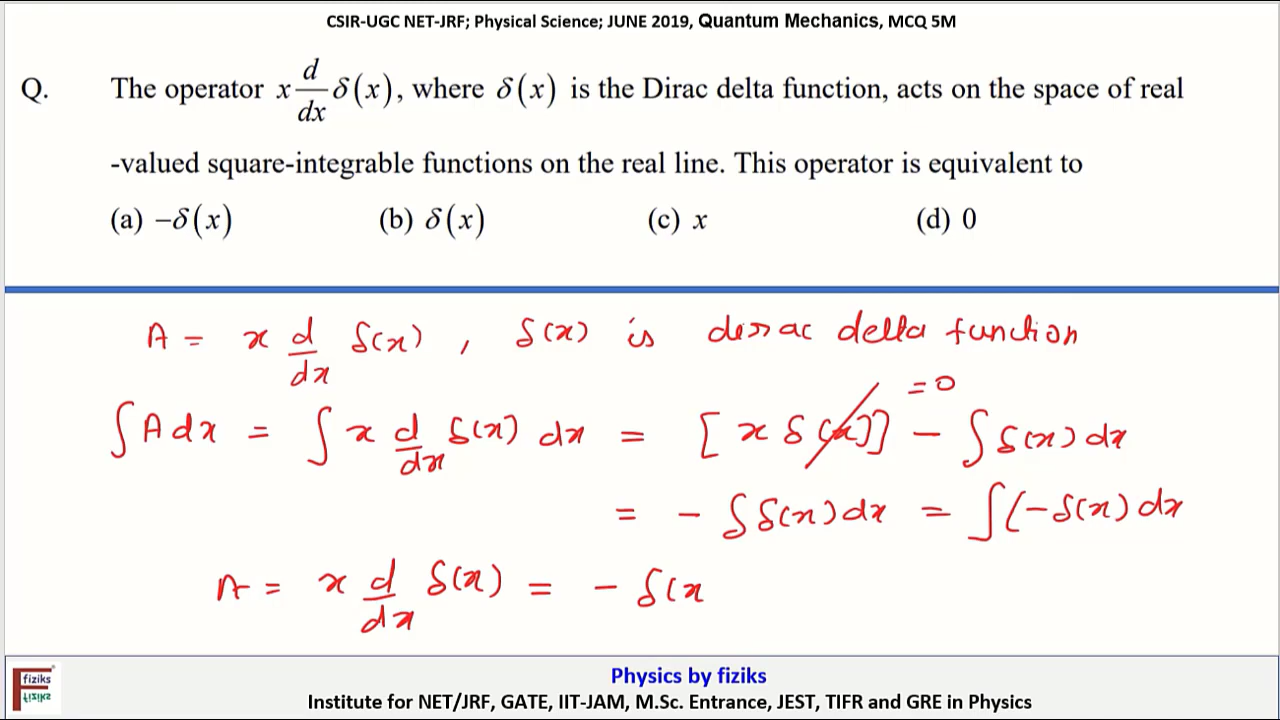 CSIR-UGC NET-JRF; Physical Science; JUNE 2019, Quantum Mechanics, MCQ 5M
Q. The operator x d/dx δ(x), where δ(x) is the Dirac delta function, acts on the space of real
-valued square-integrable functions on the real line. This operator is equivalent to
(a) −δ(x) (b) δ(x) (c) x (d) 0
A = x d/dx δ(x) , δ(x) is dirac delta function
∫A dx = ∫ x d/dx δ(x) dx = [x δ(x)] = 0 − ∫ δ(x) dx
= − ∫ δ(x) dx = ∫(−δ(x) dx
A = x d/dx δ(x) = − δ(x
fiziks
fiziks
Physics by fiziks
Institute for NET/JRF, GATE, IIT-JAM, M.Sc. Entrance, JEST, TIFR and GRE in Physics